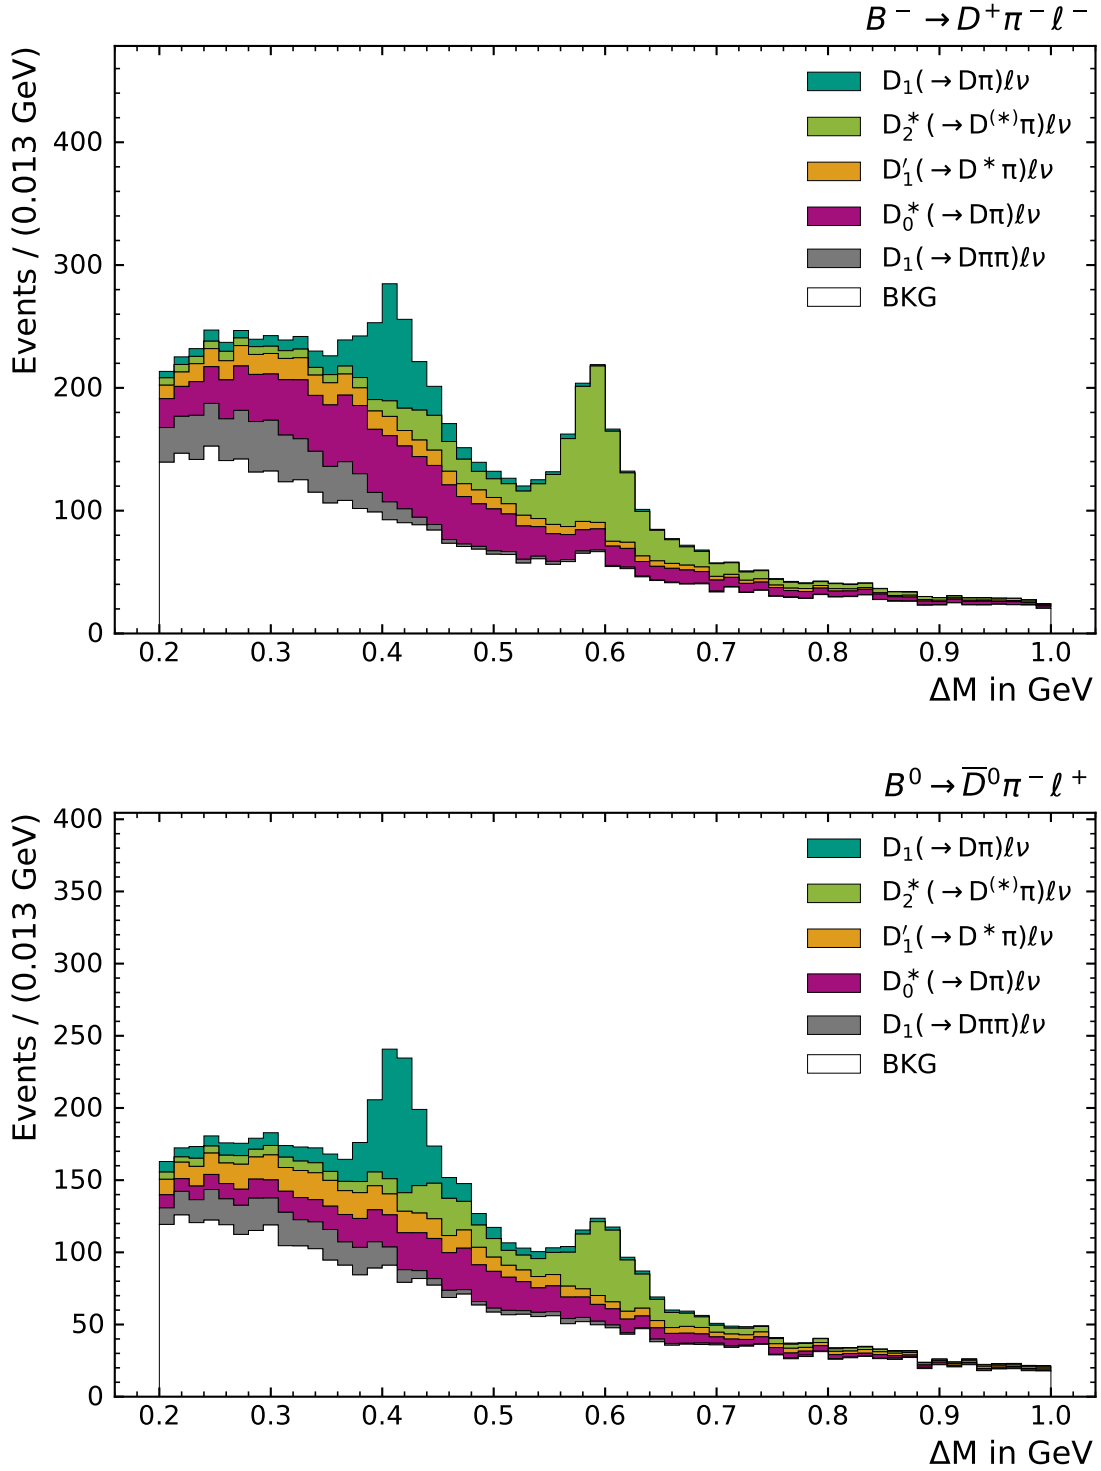 B⁻ → D⁺π⁻ℓ⁻
Events / (0.013 GeV)
400
300
200
100
0
D₁(→Dπ)ℓν
D₂*(→D⁽*⁾π)ℓν
D₁′(→D*π)ℓν
D₀*(→Dπ)ℓν
D₁(→Dππ)ℓν
BKG
0.2 0.3 0.4 0.5 0.6 0.7 0.8 0.9 1.0
ΔM in GeV
B⁰ → D̅⁰π⁻ℓ⁺
Events / (0.013 GeV)
400
350
300
250
200
150
100
50
0
D₁(→Dπ)ℓν
D₂*(→D⁽*⁾π)ℓν
D₁′(→D*π)ℓν
D₀*(→Dπ)ℓν
D₁(→Dππ)ℓν
BKG
0.2 0.3 0.4 0.5 0.6 0.7 0.8 0.9 1.0
ΔM in GeV